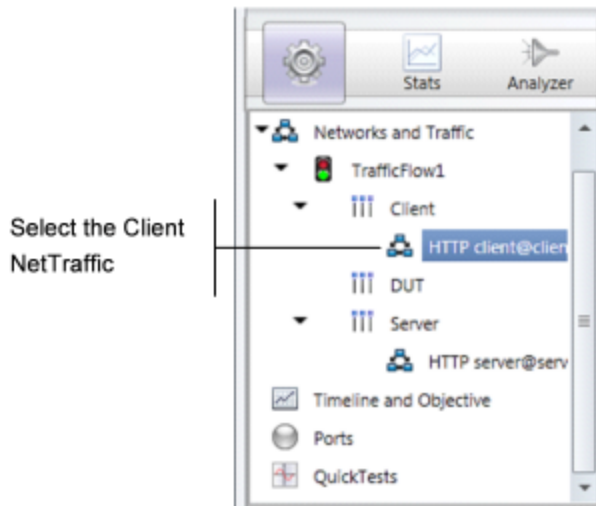 Stats Analyzer
Networks and Traffic
TrafficFlow1
Client
Select the Client
NetTraffic
HTTP client@clien
DUT
Server
HTTP server@serv
Timeline and Objective
Ports
QuickTests